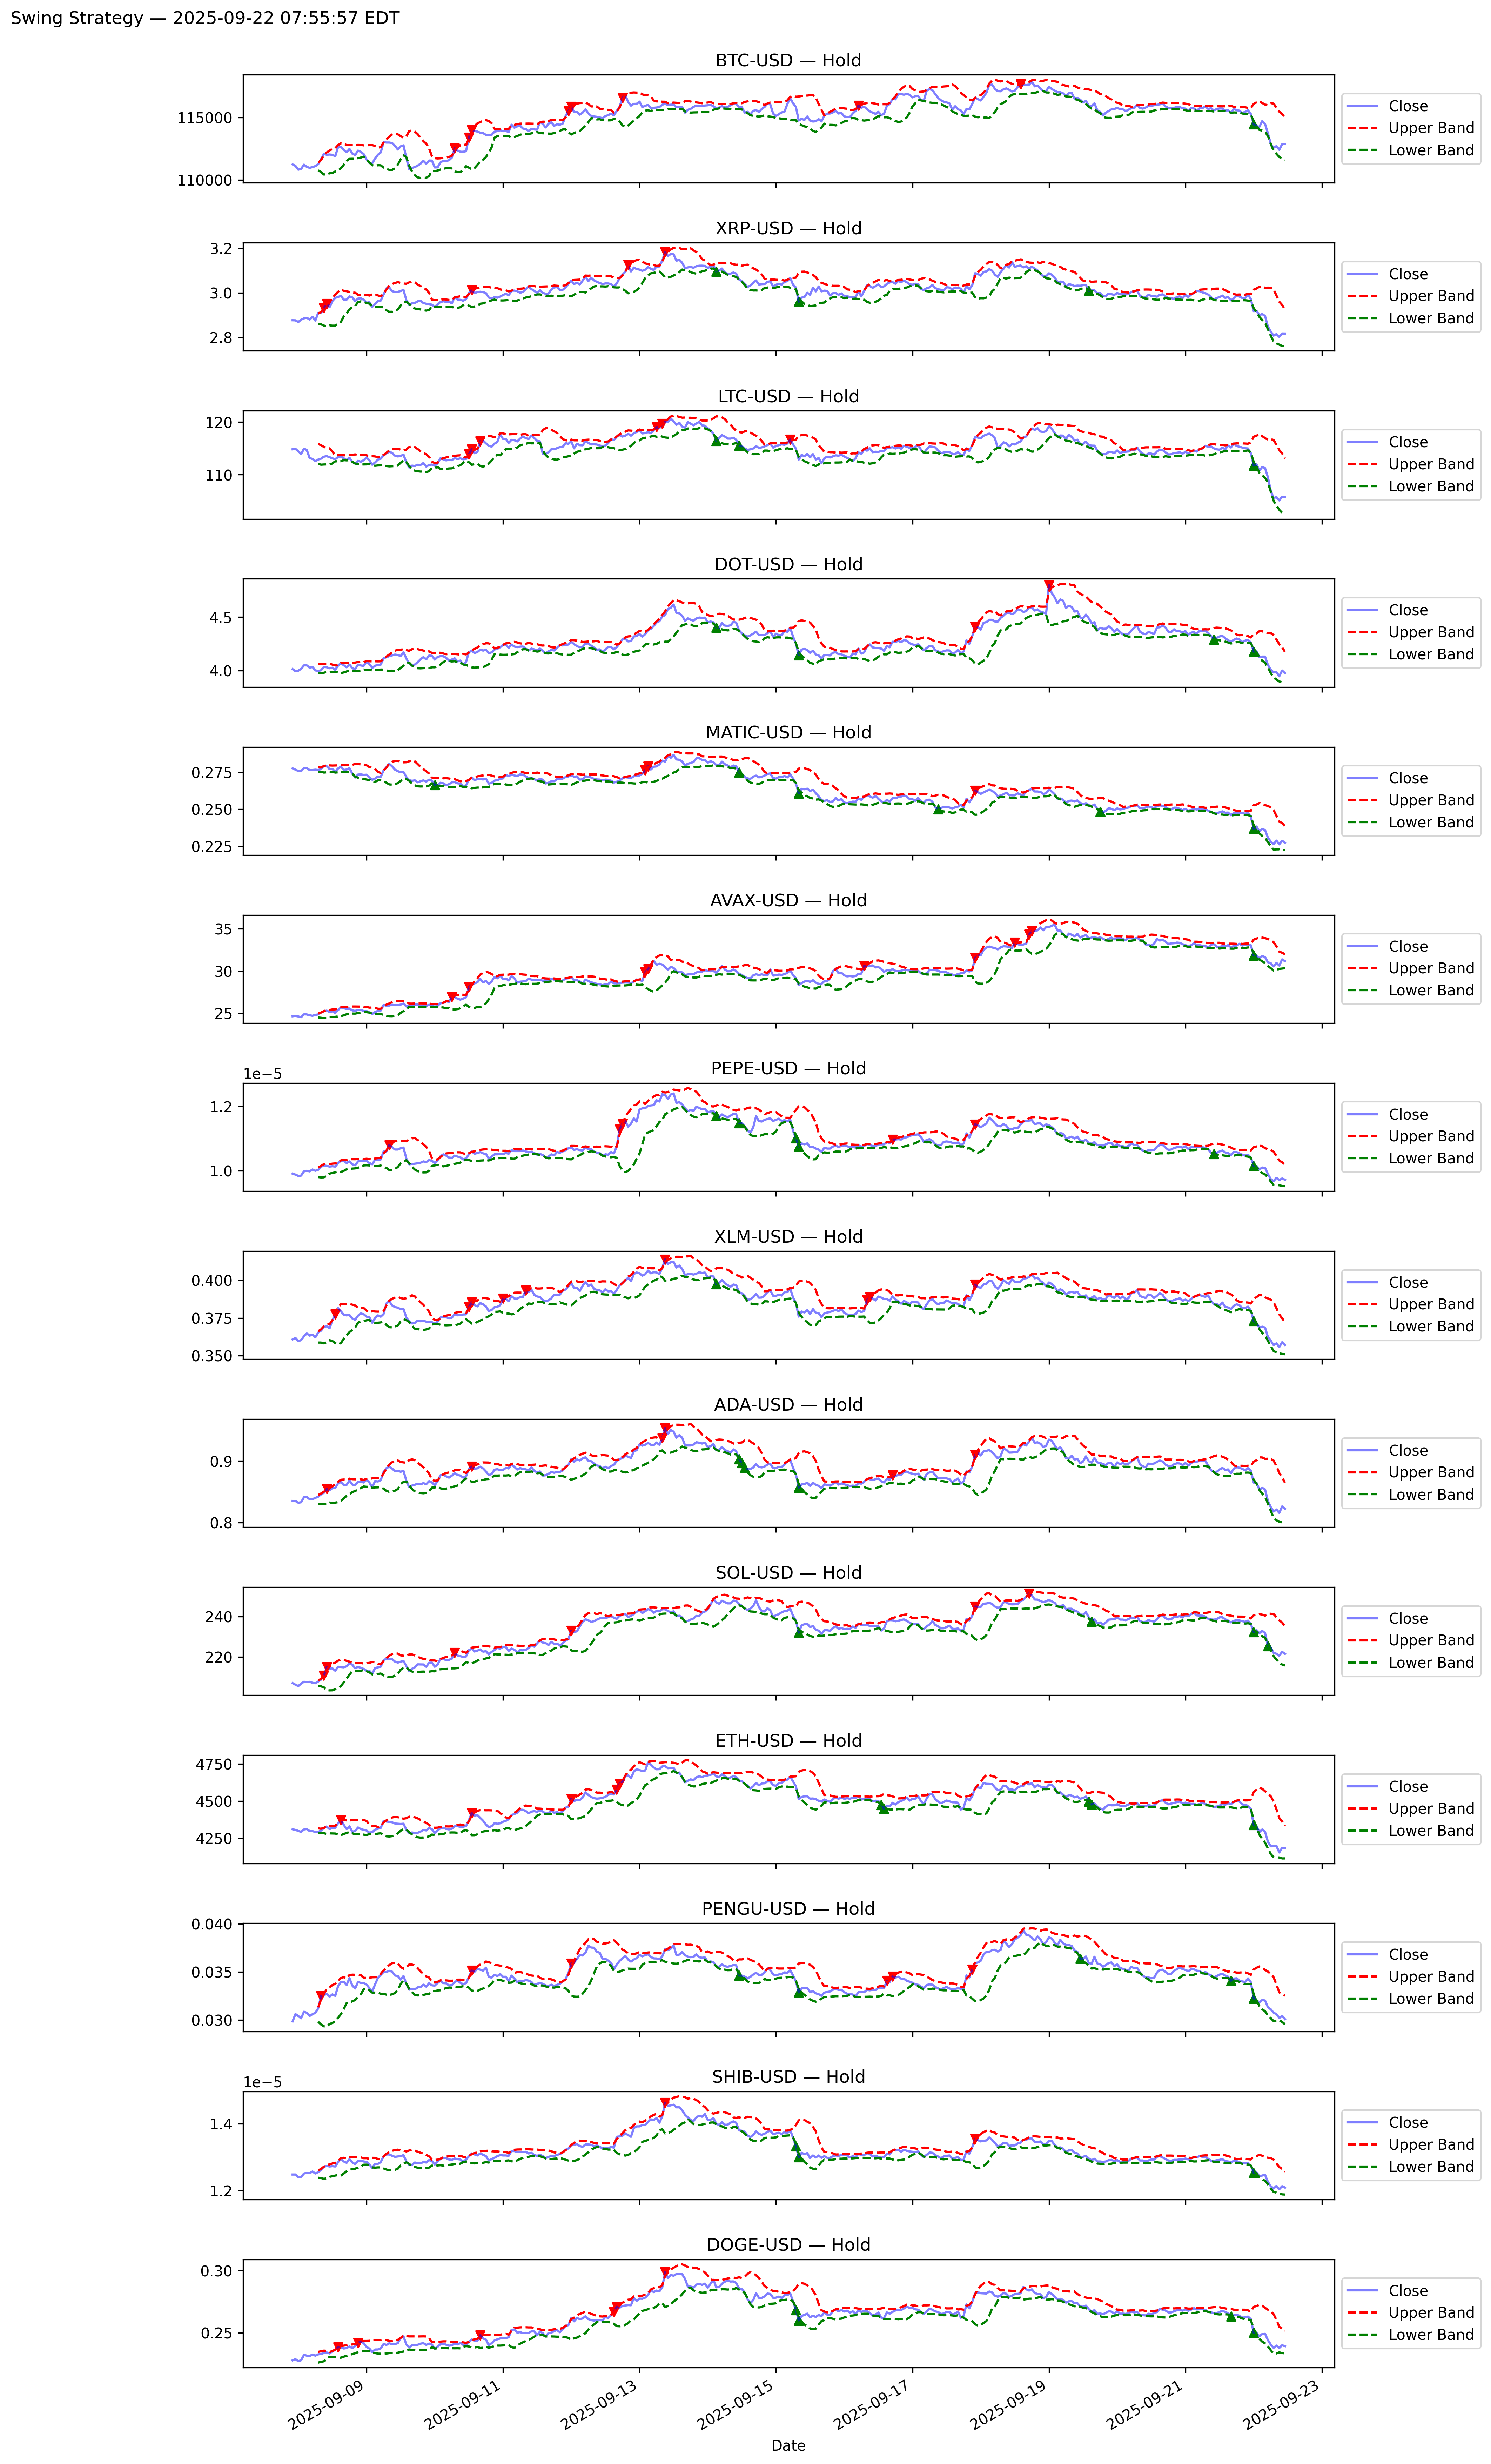 Swing Strategy — 2025-09-22 07:55:57 EDT
BTC-USD — Hold
115000
110000
Close
Upper Band
Lower Band
XRP-USD — Hold
3.2
3.0
2.8
Close
Upper Band
Lower Band
LTC-USD — Hold
120
110
Close
Upper Band
Lower Band
DOT-USD — Hold
4.5
4.0
Close
Upper Band
Lower Band
MATIC-USD — Hold
0.275
0.250
0.225
Close
Upper Band
Lower Band
AVAX-USD — Hold
35
30
25
Close
Upper Band
Lower Band
PEPE-USD — Hold
1e−5
1.2
1.0
Close
Upper Band
Lower Band
XLM-USD — Hold
0.400
0.375
0.350
Close
Upper Band
Lower Band
ADA-USD — Hold
0.9
0.8
Close
Upper Band
Lower Band
SOL-USD — Hold
240
220
Close
Upper Band
Lower Band
ETH-USD — Hold
4750
4500
4250
Close
Upper Band
Lower Band
PENGU-USD — Hold
0.040
0.035
0.030
Close
Upper Band
Lower Band
SHIB-USD — Hold
1e−5
1.4
1.2
Close
Upper Band
Lower Band
DOGE-USD — Hold
0.30
0.25
Close
Upper Band
Lower Band
2025-09-09
2025-09-11
2025-09-13
2025-09-15
2025-09-17
2025-09-19
2025-09-21
2025-09-23
Date